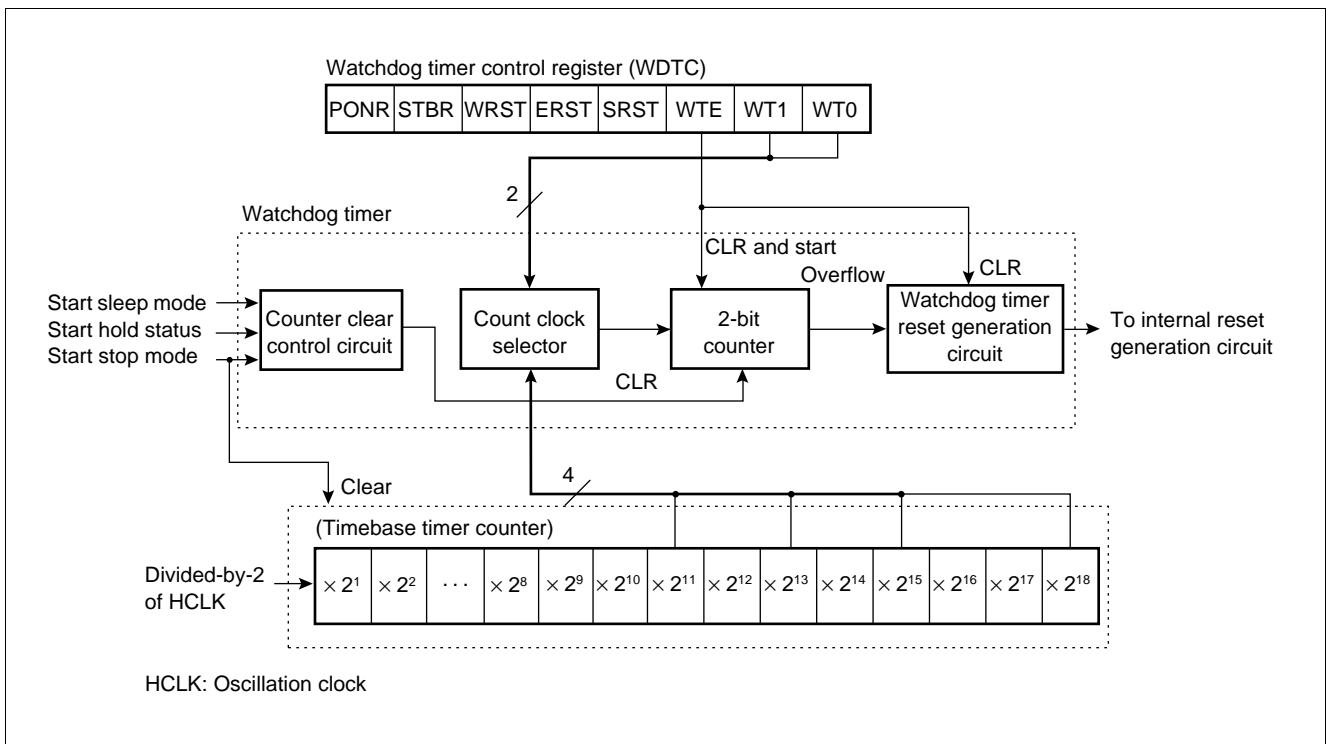 Watchdog timer control register (WDTC)
PONR STBR WRST ERST SRST WTE WT1 WT0
2
Watchdog timer
CLR and start
Overflow
CLR
Start sleep mode
Start hold status
Start stop mode
Counter clear
control circuit
Count clock
selector
2-bit
counter
Watchdog timer
reset generation
circuit
To internal reset
generation circuit
CLR
4
Clear
(Timebase timer counter)
Divided-by-2
of HCLK
× 2¹ × 2² ··· × 2⁸ × 2⁹ × 2¹⁰ × 2¹¹ × 2¹² × 2¹³ × 2¹⁴ × 2¹⁵ × 2¹⁶ × 2¹⁷ × 2¹⁸
HCLK: Oscillation clock